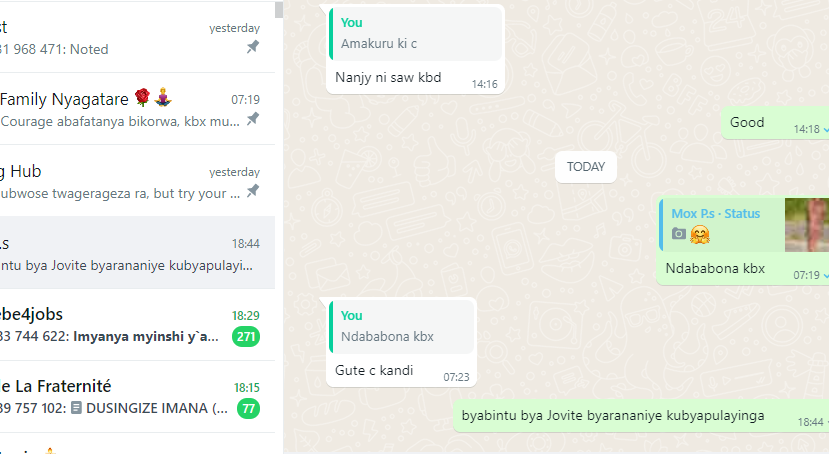 st
yesterday
31 968 471: Noted
Family Nyagatare 🌹🧘‍♀️
07:19
Courage abafatanya bikorwa, kbx mu...
g Hub
yesterday
ubwose twagerageza ra, but try your ...
.s
18:44
ntu bya Jovite byarananiye kubyapulayi...
ebe4jobs
18:29
33 744 622: Imyanya myinshi y`a...
271
de La Fraternité
18:15
39 757 102: DUSINGIZE IMANA (...
77
You
Amakuru ki c
Nanjy ni saw kbd
14:16
Good
14:18
TODAY
Mox P.s · Status
🤗
Ndababona kbx
07:19
You
Ndababona kbx
Gute c kandi
07:23
byabintu bya Jovite byarananiye kubyapulayinga
18:44